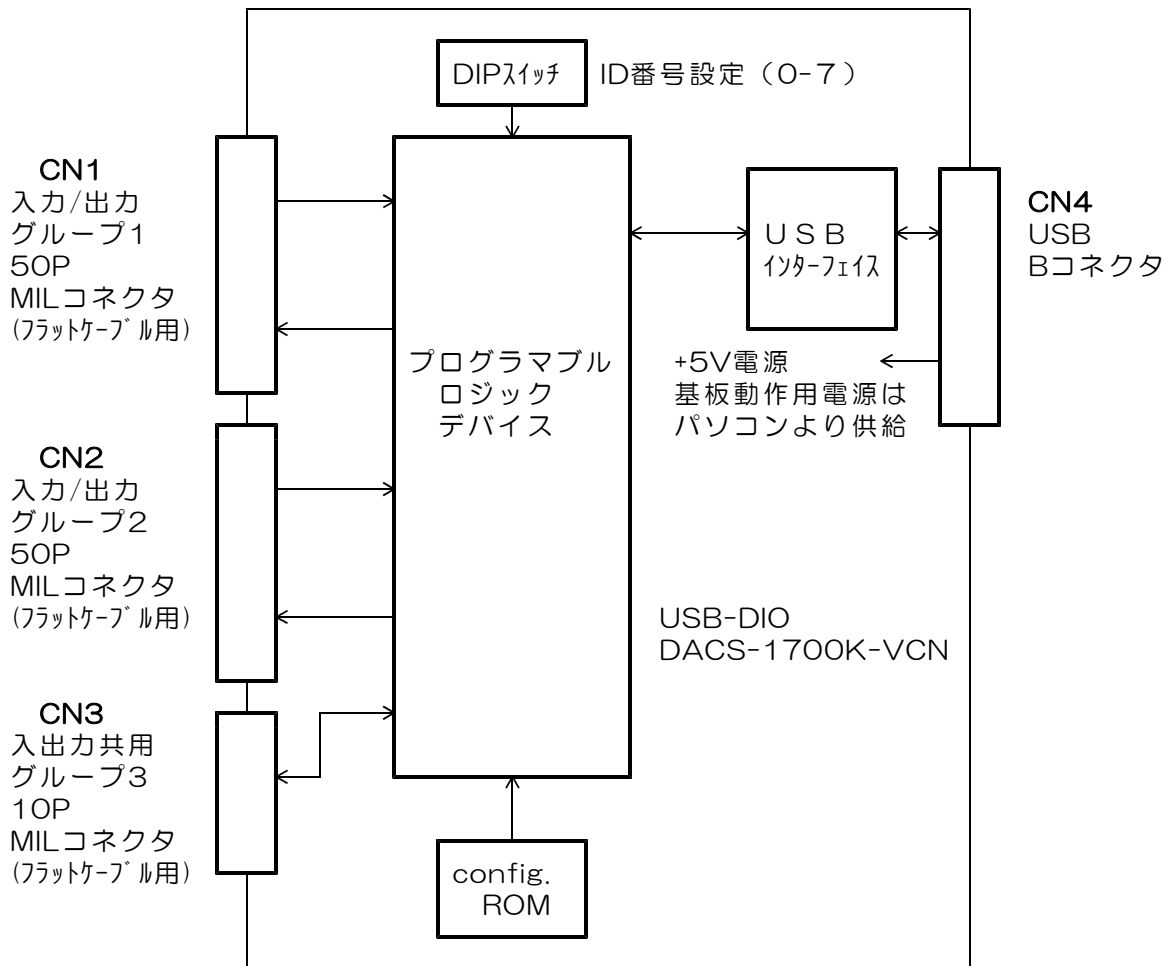 DIPｽｲｯﾁ
ID番号設定（0-7）
CN1
入力/出力
グループ1
50P
MILコネクタ
(ﾌﾗｯﾄｹｰﾌﾞﾙ用)
CN2
入力/出力
グループ2
50P
MILコネクタ
(ﾌﾗｯﾄｹｰﾌﾞﾙ用)
CN3
入出力共用
グループ3
10P
MILコネクタ
(ﾌﾗｯﾄｹｰﾌﾞﾙ用)
プログラマブル
ロジック
デバイス
config.
ROM
ＵＳＢ
ｲﾝﾀｰﾌｪｲｽ
CN4
USB
Bコネクタ
+5V電源
基板動作用電源は
パソコンより供給
USB-DIO
DACS-1700K-VCN